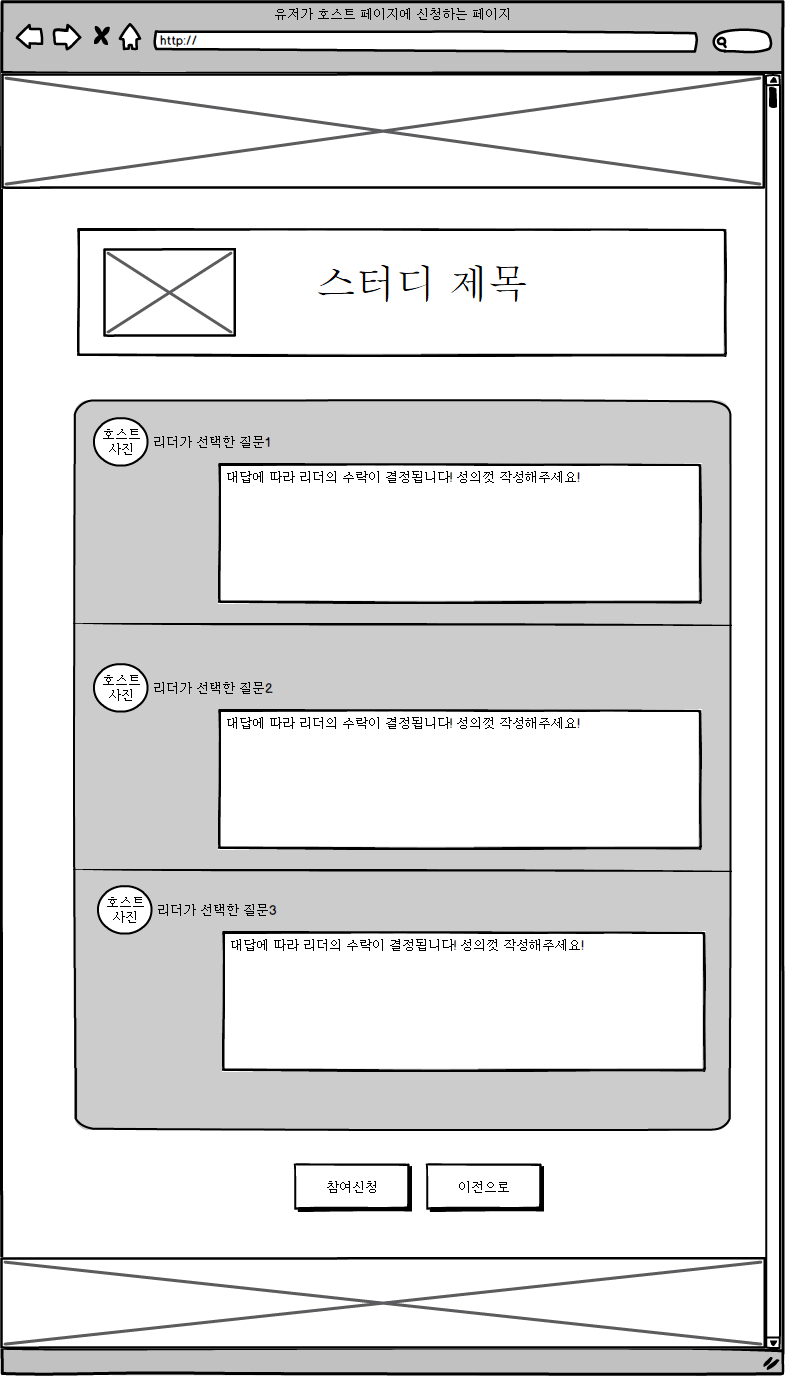 유저가 호스트 페이지에 신청하는 페이지
http://
스터디 제목
호스트
사진
리더가 선택한 질문1
대답에 따라 리더의 수락이 결정됩니다! 성의껏 작성해주세요!
호스트
사진
리더가 선택한 질문2
대답에 따라 리더의 수락이 결정됩니다! 성의껏 작성해주세요!
호스트
사진
리더가 선택한 질문3
대답에 따라 리더의 수락이 결정됩니다! 성의껏 작성해주세요!
참여신청
이전으로